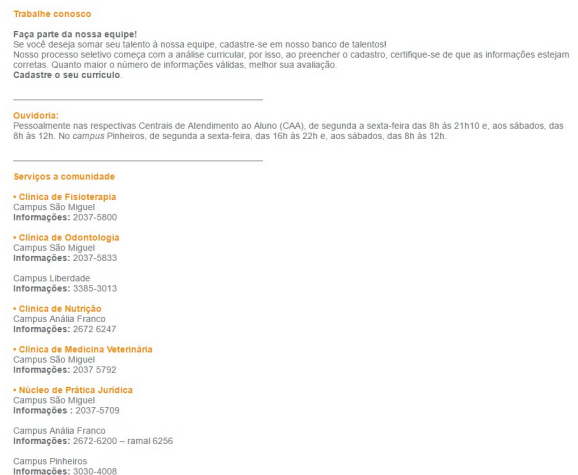 Trabalhe conosco
Faça parte da nossa equipe!
Se você deseja somar seu talento à nossa equipe, cadastre-se em nosso banco de talentos!
Nosso processo seletivo começa com a análise curricular, por isso, ao preencher o cadastro, certifique-se de que as informações estejam
corretas. Quanto maior o número de informações válidas, melhor sua avaliação.
Cadastre o seu currículo.
Ouvidoria:
Pessoalmente nas respectivas Centrais de Atendimento ao Aluno (CAA), de segunda a sexta-feira das 8h às 21h10 e, aos sábados, das
8h às 12h. No campus Pinheiros, de segunda a sexta-feira, das 16h às 22h e, aos sábados, das 8h às 12h.
Serviços a comunidade
• Clínica de Fisioterapia
Campus São Miguel
Informações: 2037-5800
• Clínica de Odontologia
Campus São Miguel
Informações: 2037-5833
Campus Liberdade
Informações: 3385-3013
• Clínica de Nutrição
Campus Anália Franco
Informações: 2672 6247
• Clínica de Medicina Veterinária
Campus São Miguel
Informações: 2037 5792
• Núcleo de Prática Jurídica
Campus São Miguel
Informações : 2037-5709
Campus Anália Franco
Informações: 2672-6200 – ramal 6256
Campus Pinheiros
Informações: 3030-4008